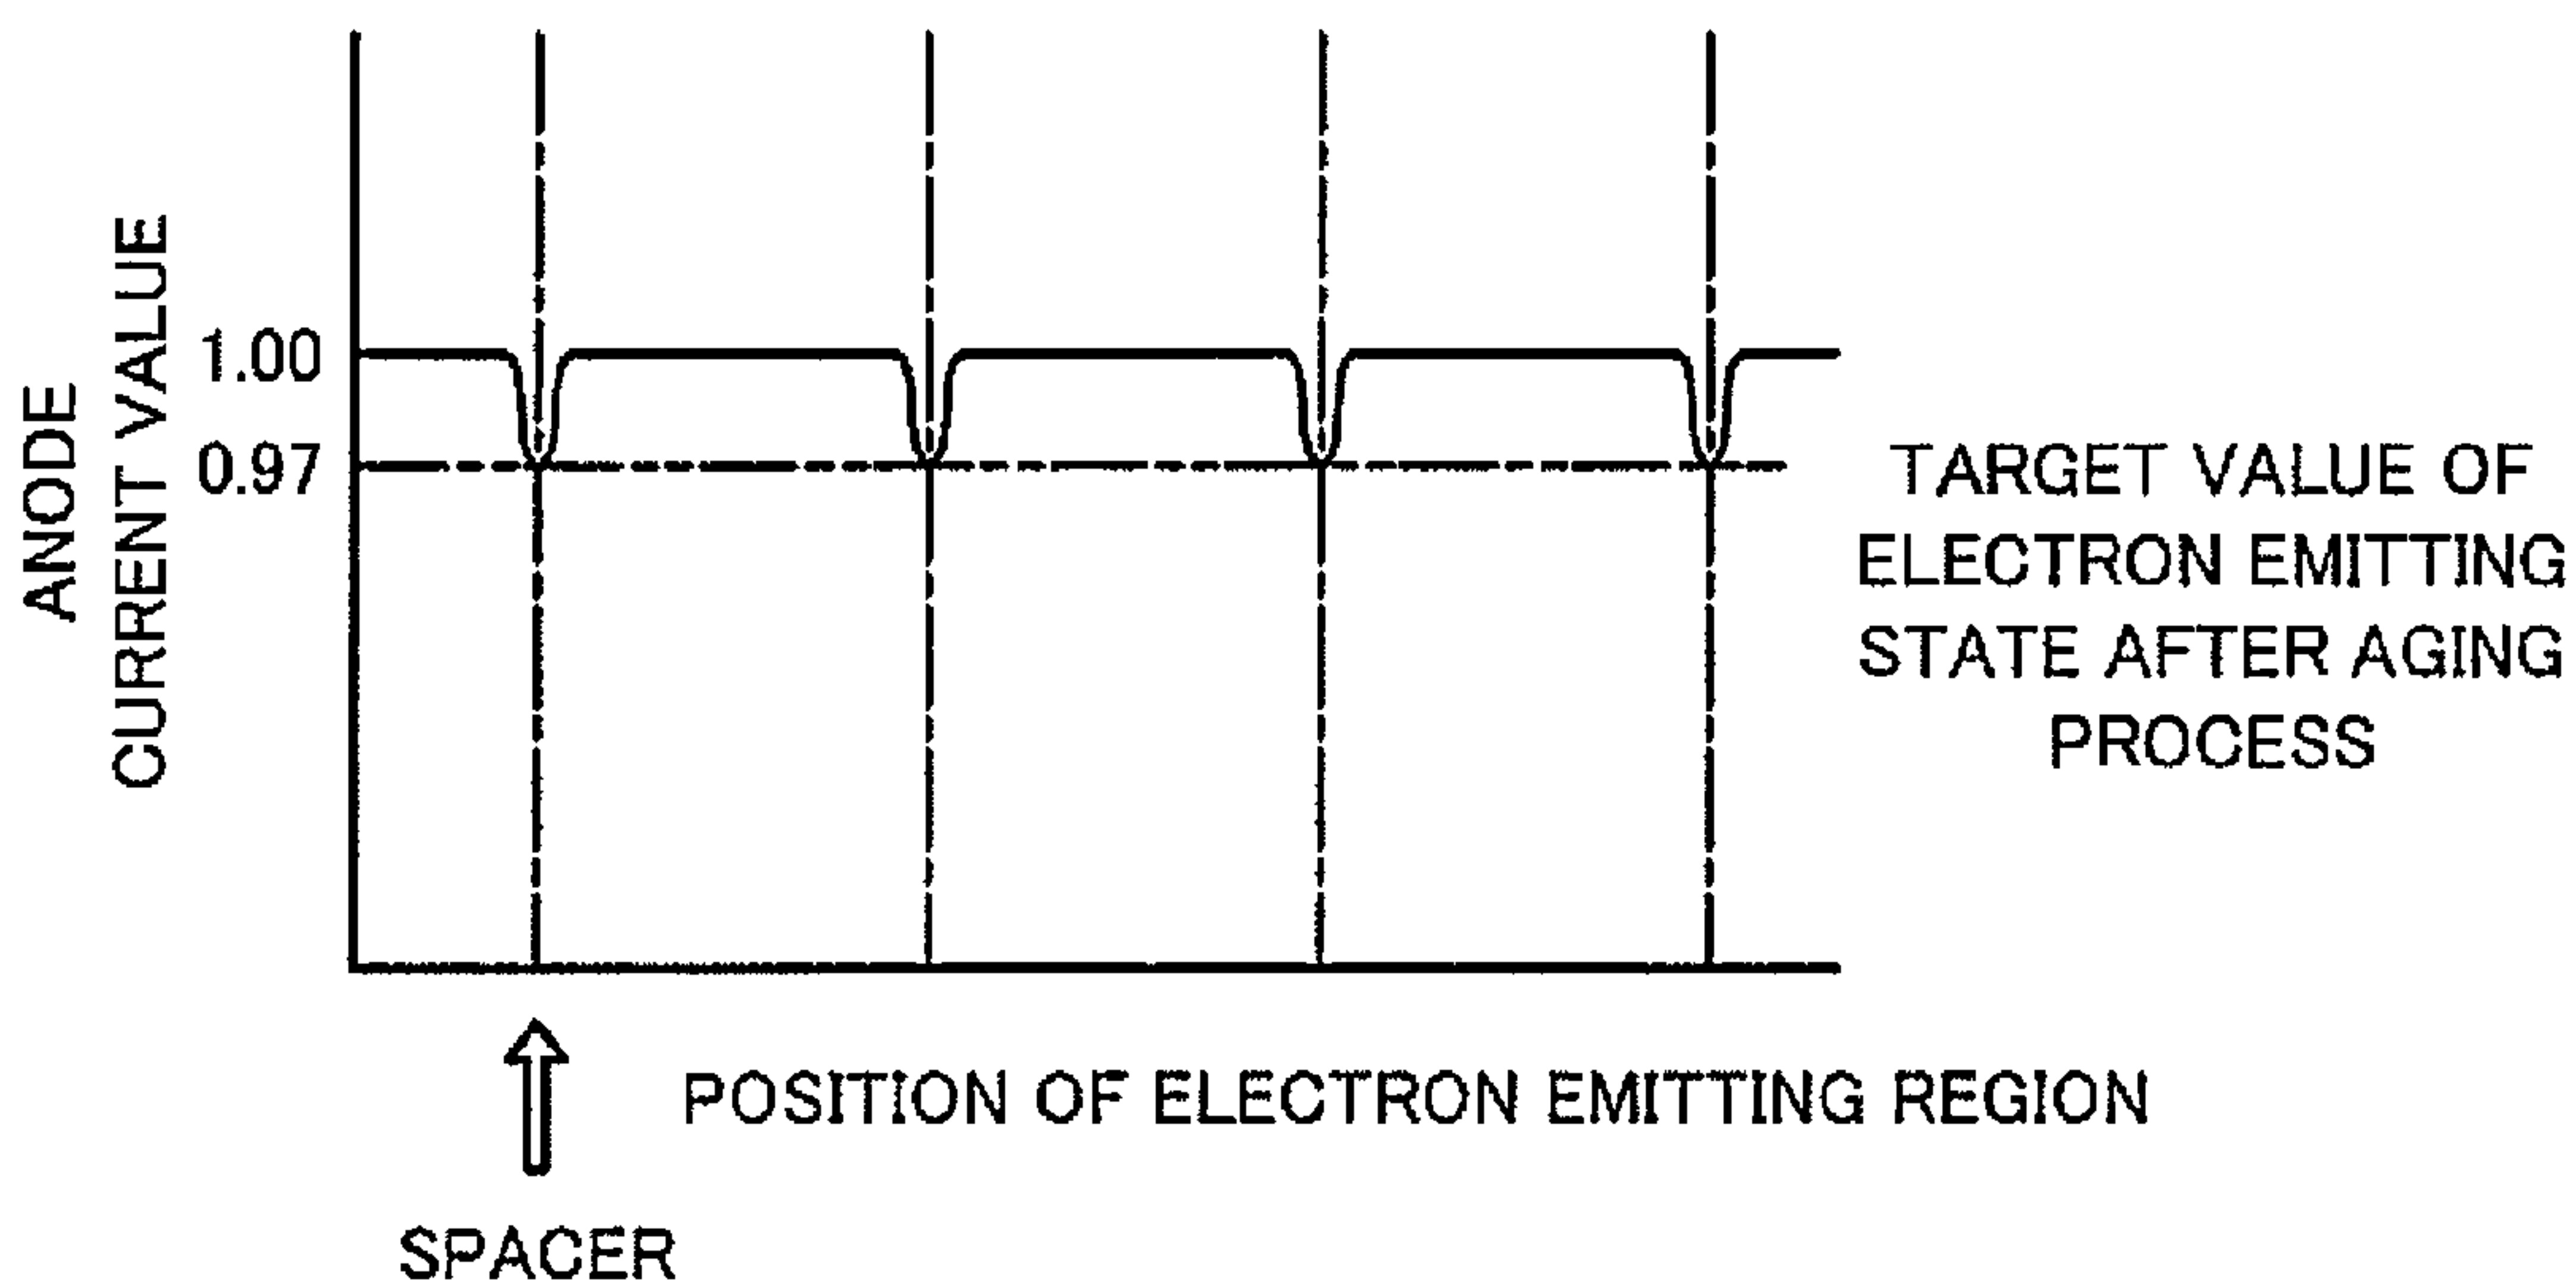 ANODE
CURRENT VALUE
1.00
0.97
TARGET VALUE OF
ELECTRON EMITTING
STATE AFTER AGING
PROCESS
POSITION OF ELECTRON EMITTING REGION
SPACER